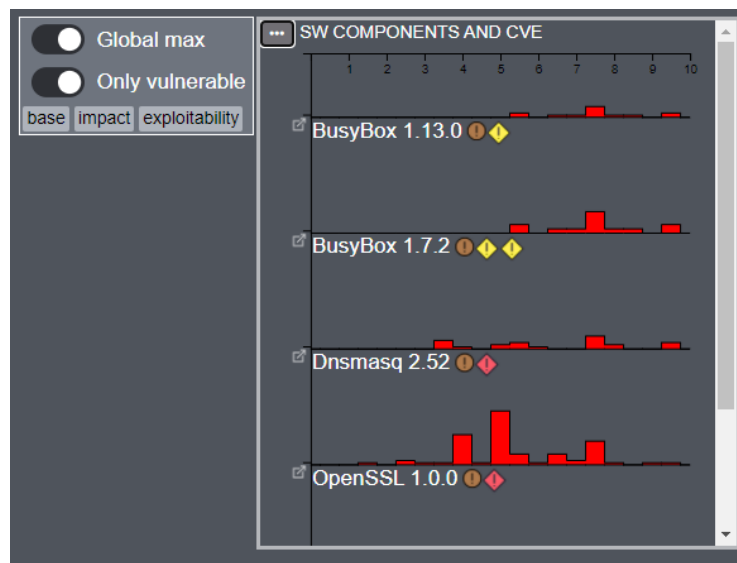 Global max
Only vulnerable
base impact exploitability
SW COMPONENTS AND CVE
1 2 3 4 5 6 7 8 9 10
BusyBox 1.13.0
BusyBox 1.7.2
Dnsmasq 2.52
OpenSSL 1.0.0